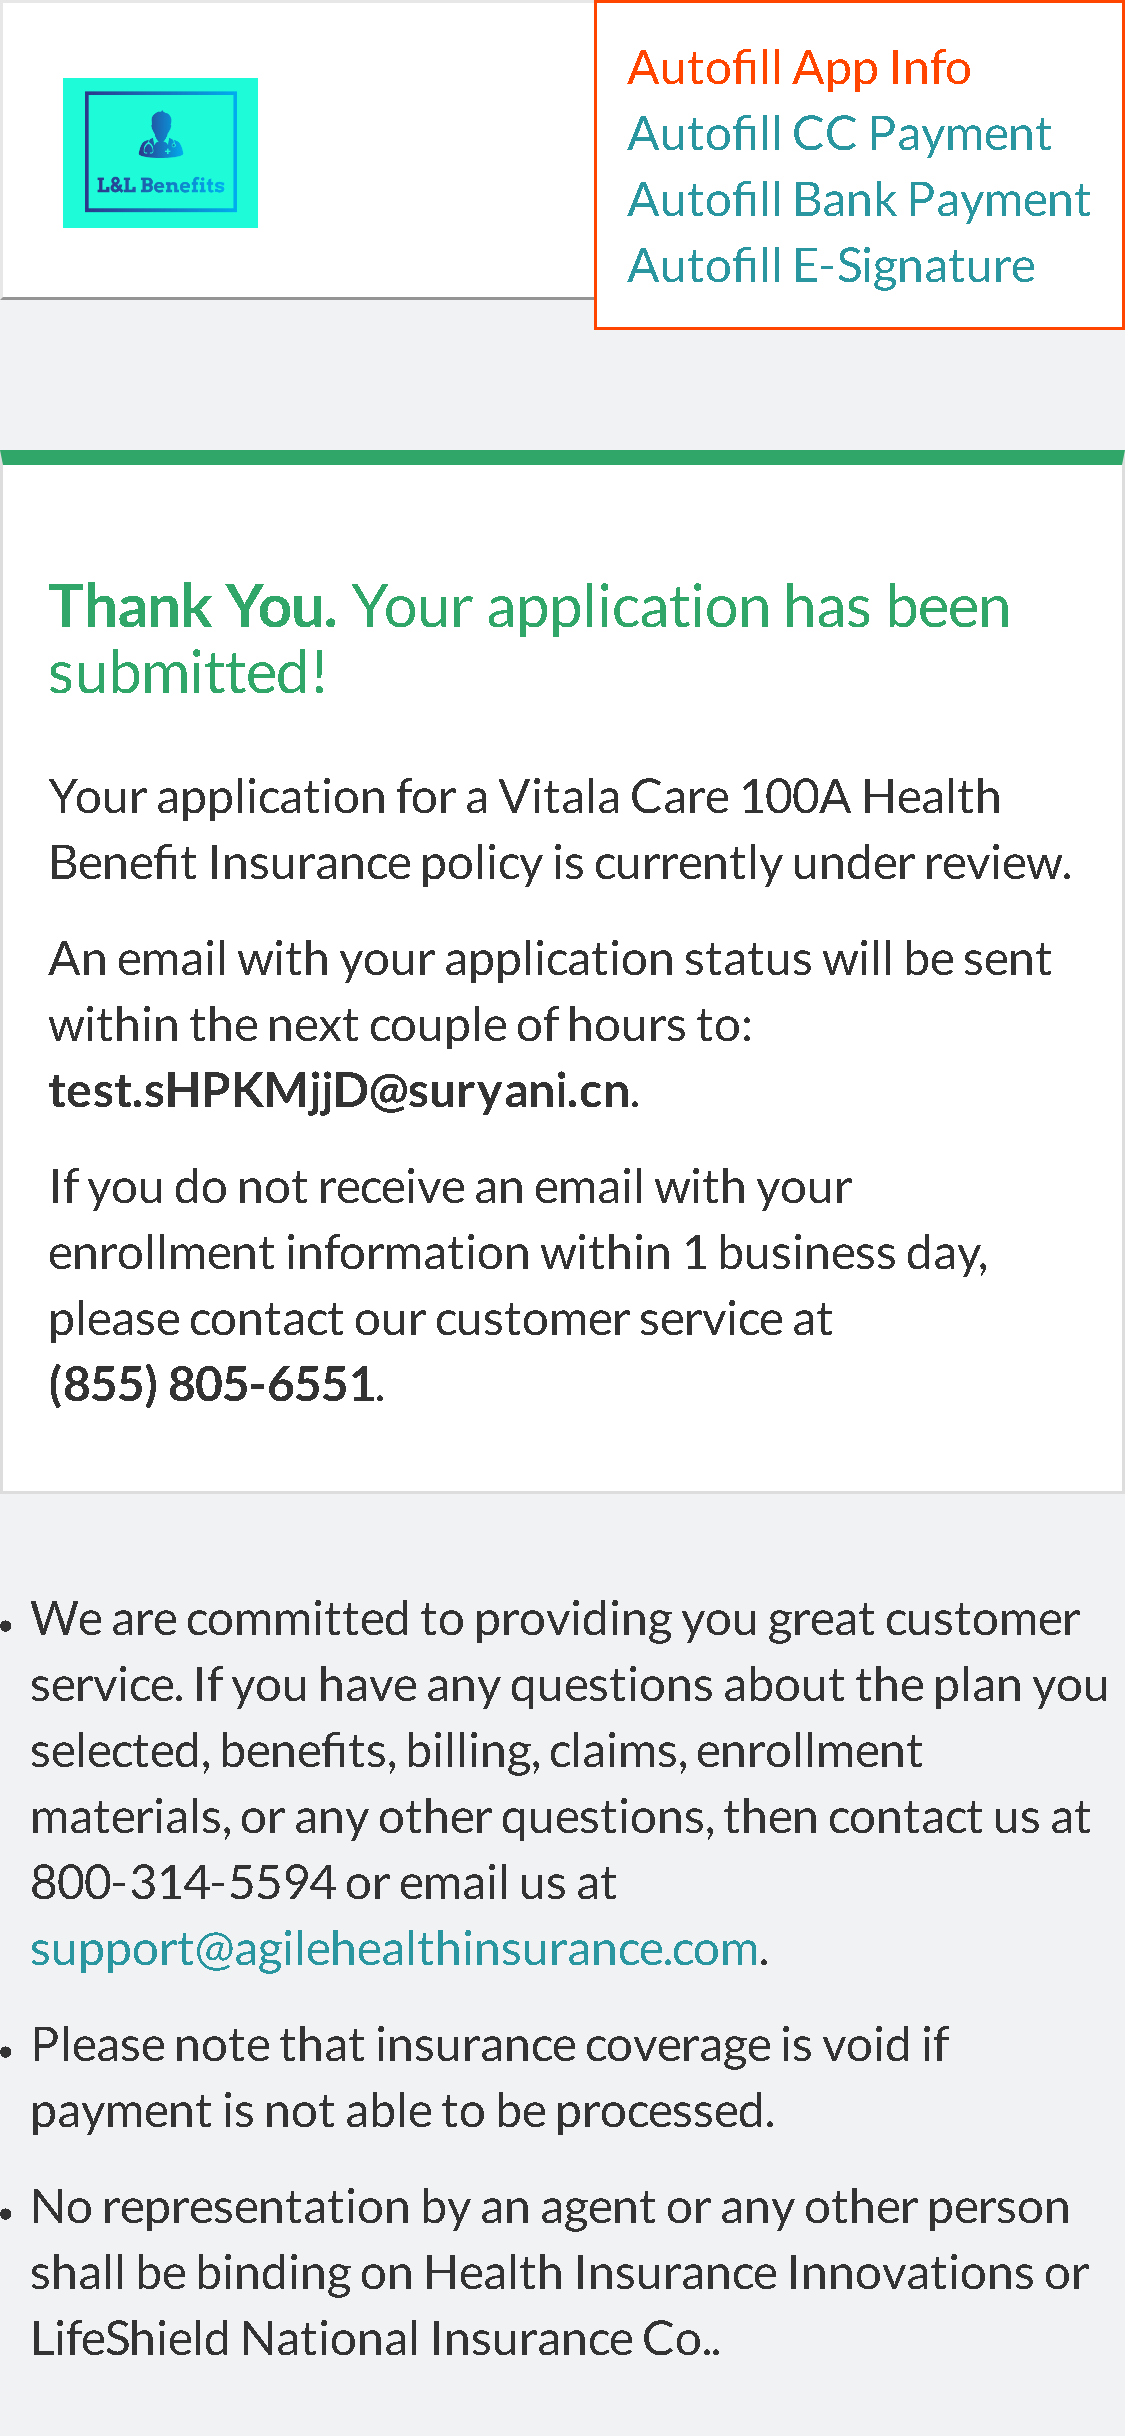 L&L Benefits
Autofill App Info
Autofill CC Payment
Autofill Bank Payment
Autofill E-Signature
Thank You. Your application has been
submitted!
Your application for a Vitala Care 100A Health
Benefit Insurance policy is currently under review.
An email with your application status will be sent
within the next couple of hours to:
test.sHPKMjjD@suryani.cn.
If you do not receive an email with your
enrollment information within 1 business day,
please contact our customer service at
(855) 805-6551.
We are committed to providing you great customer
service. If you have any questions about the plan you
selected, benefits, billing, claims, enrollment
materials, or any other questions, then contact us at
800-314-5594 or email us at
support@agilehealthinsurance.com.
Please note that insurance coverage is void if
payment is not able to be processed.
No representation by an agent or any other person
shall be binding on Health Insurance Innovations or
LifeShield National Insurance Co..